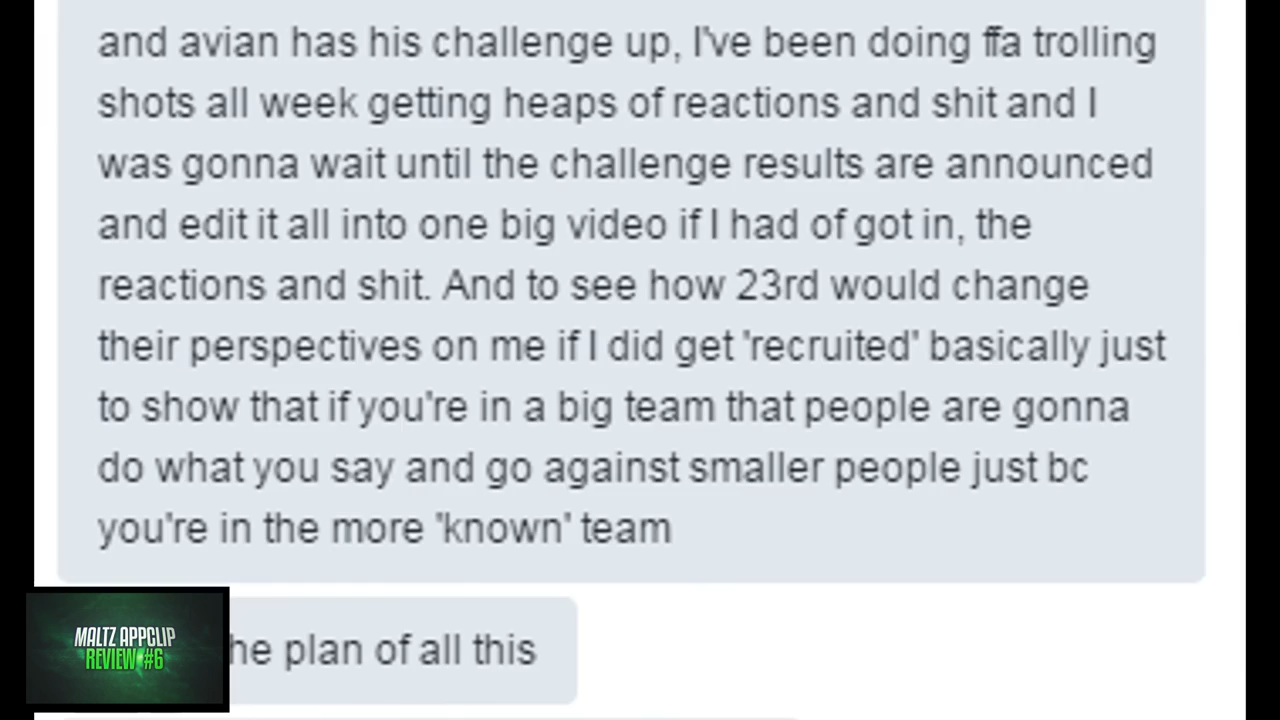 and avian has his challenge up, I've been doing ffa trolling
shots all week getting heaps of reactions and shit and I
was gonna wait until the challenge results are announced
and edit it all into one big video if I had of got in, the
reactions and shit. And to see how 23rd would change
their perspectives on me if I did get 'recruited' basically just
to show that if you're in a big team that people are gonna
do what you say and go against smaller people just bc
you're in the more 'known' team
he plan of all this
MALTZ APPCLIP
REVIEW #6